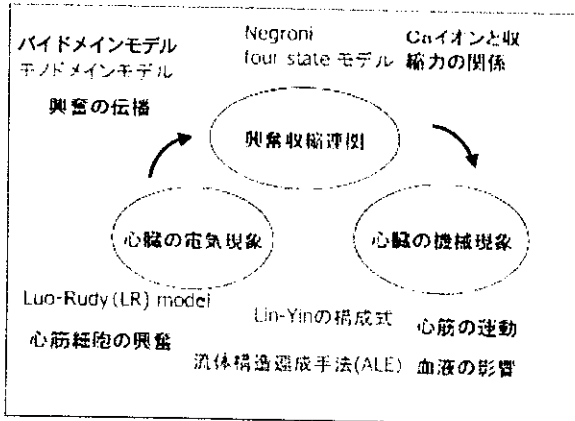 バイドメインモデル
モノドメインモデル
興奮の伝播
Negroni
four state モデル
Caイオンと収
縮力の関係
興奮収縮連関
心臓の電気現象
心臓の機械現象
Luo-Rudy (LR) model
心筋細胞の興奮
Lin-Yinの構成式
心筋の運動
流体構造連成手法(ALE)
血液の影響